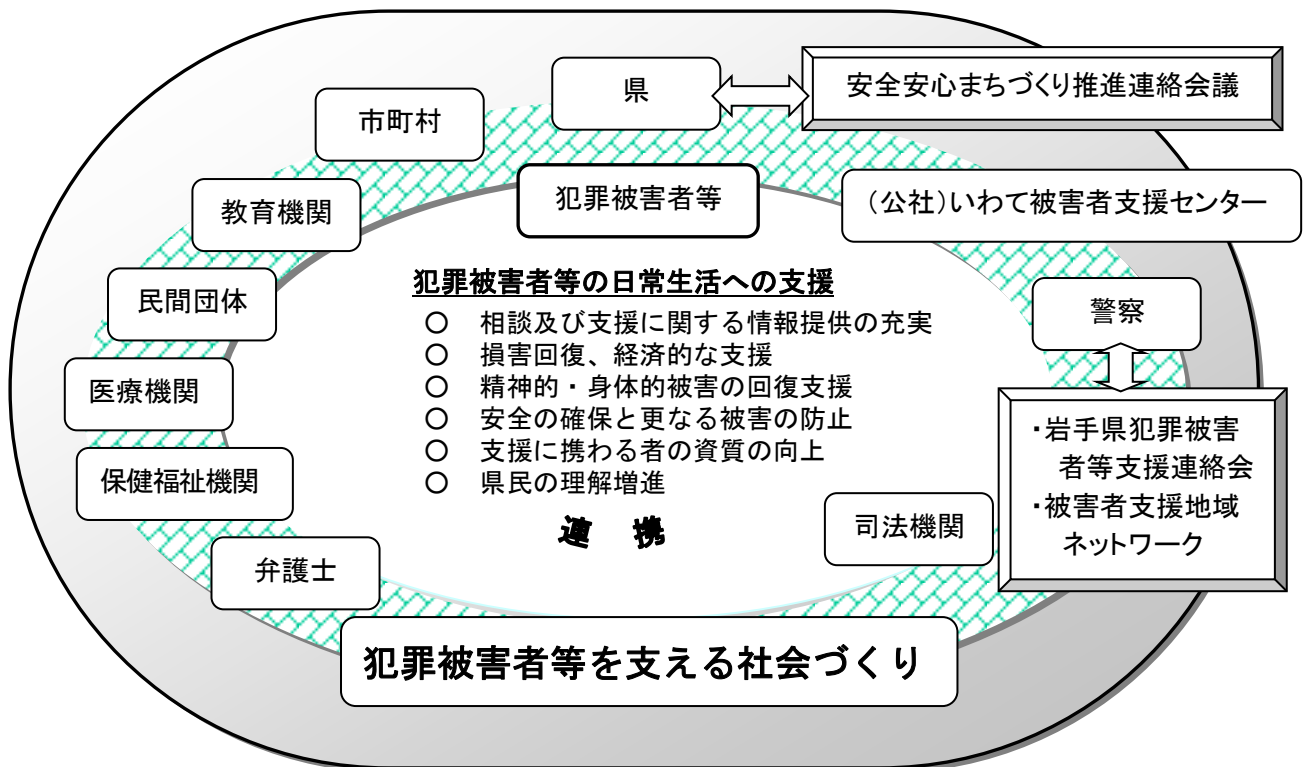 県
安全安心まちづくり推進連絡会議
市町村
犯罪被害者等
（公社）いわて被害者支援センター
教育機関
犯罪被害者等の日常生活への支援
民間団体
警察
○ 相談及び支援に関する情報提供の充実
○ 損害回復、経済的な支援
○ 精神的・身体的被害の回復支援
○ 安全の確保と更なる被害の防止
○ 支援に携わる者の資質の向上
○ 県民の理解増進
医療機関
保健福祉機関
・岩手県犯罪被害
者等支援連絡会
・被害者支援地域
ネットワーク
連 携
司法機関
弁護士
犯罪被害者等を支える社会づくり